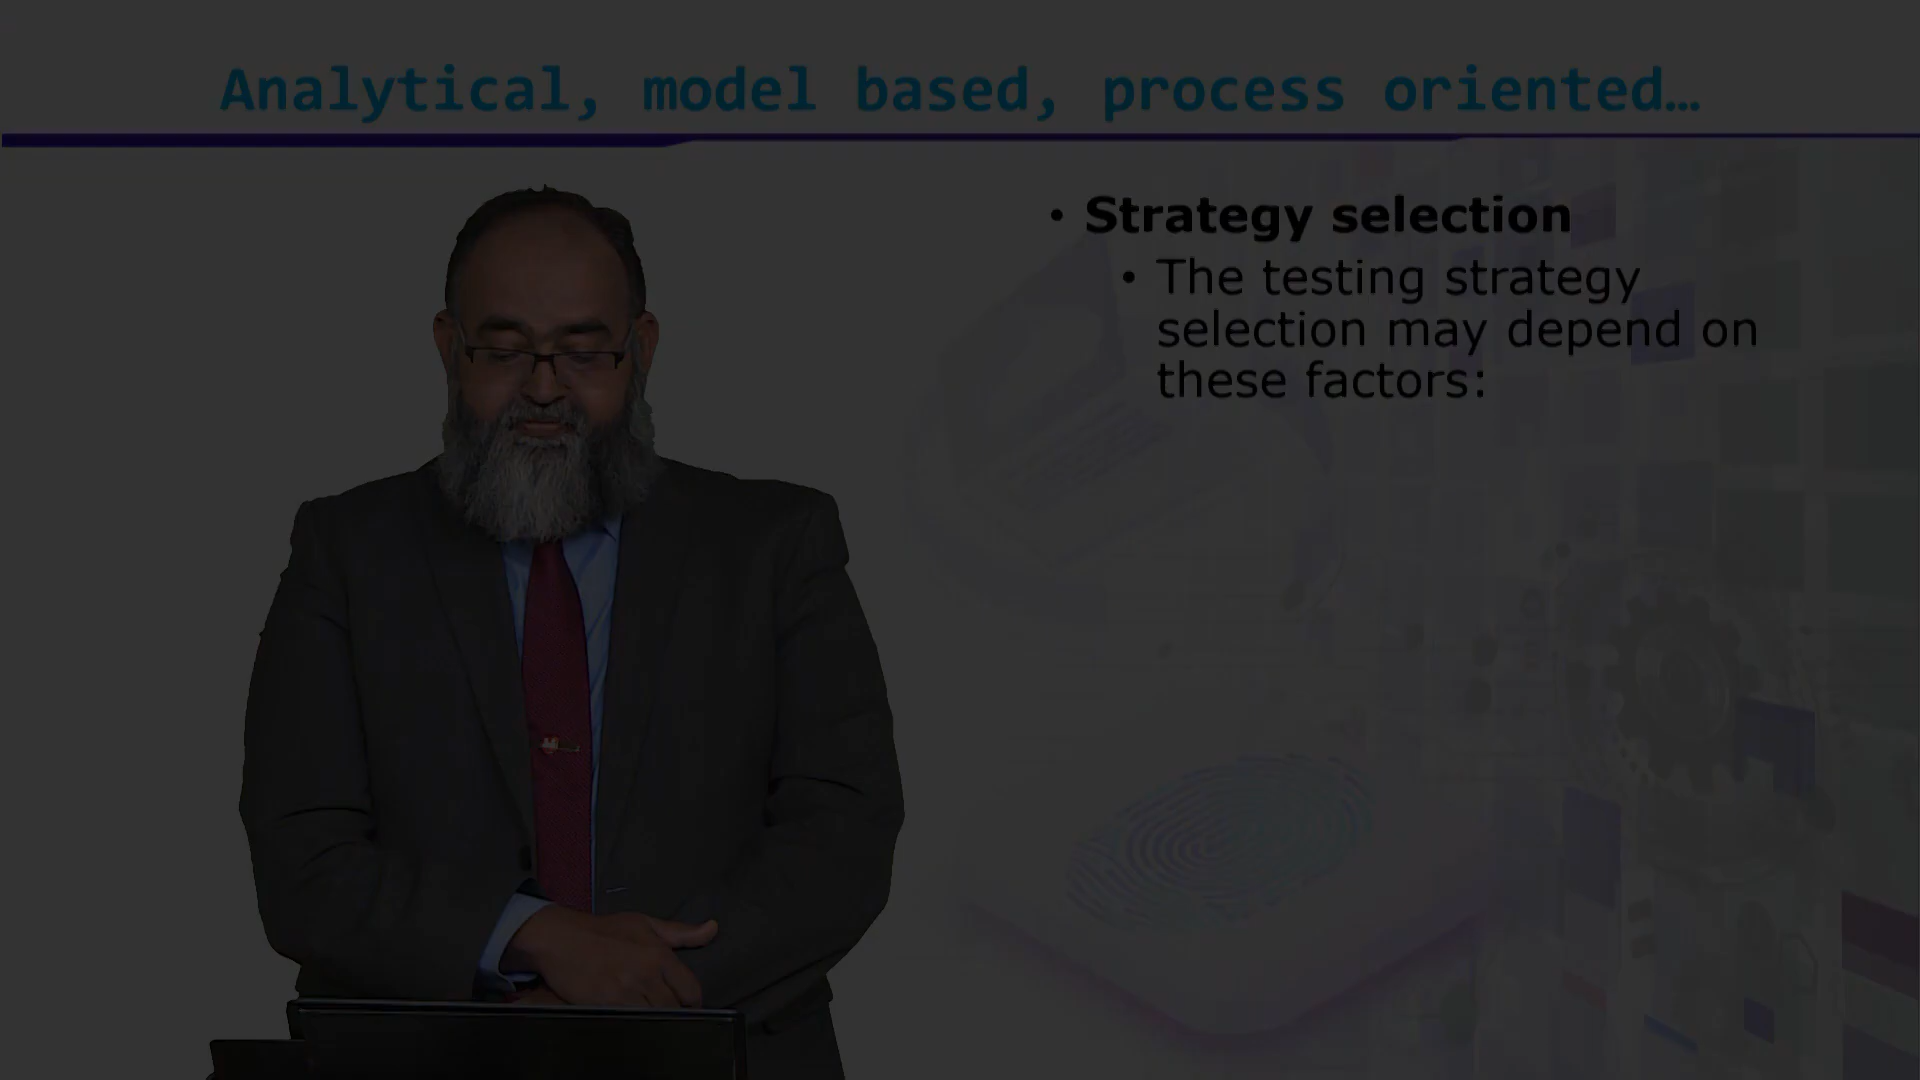 Analytical, model based, process oriented…
• Strategy selection
• The testing strategy
selection may depend on
these factors: